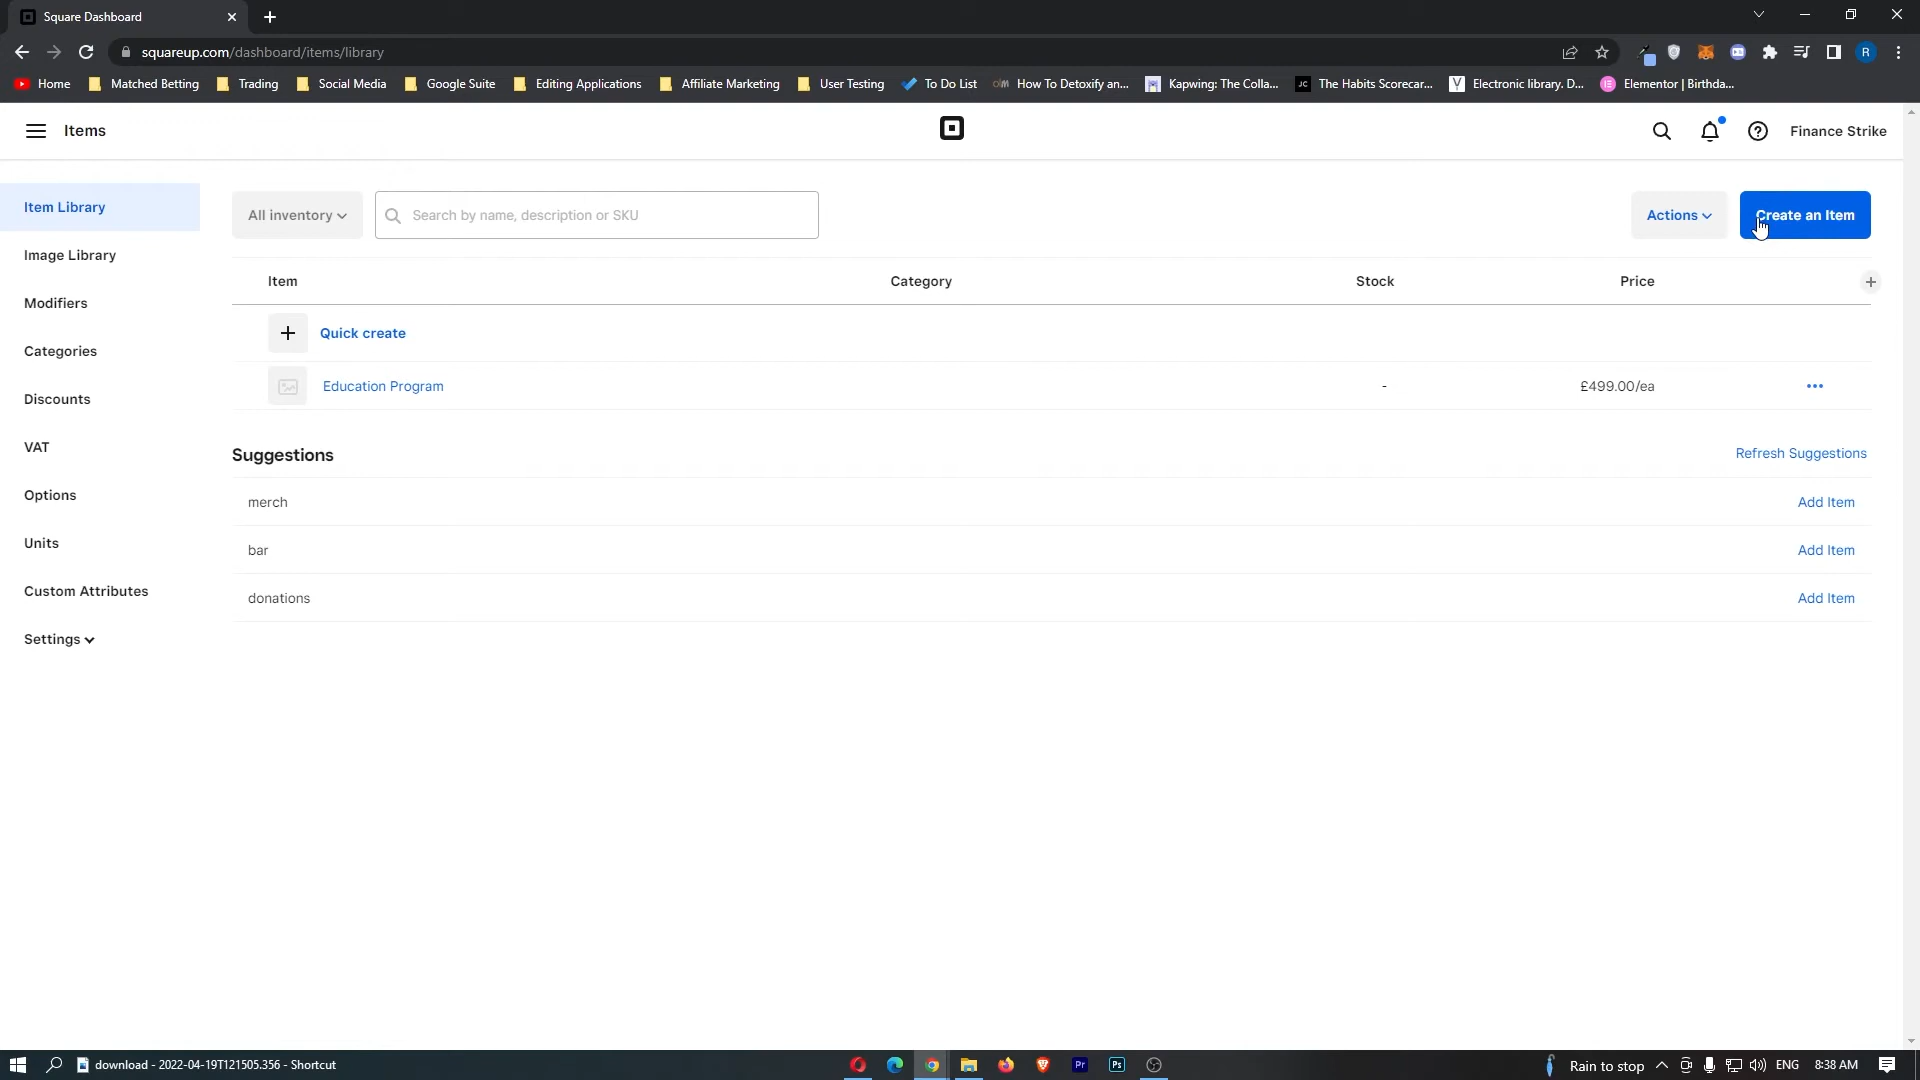 Square Dashboard
squareup.com/dashboard/items/library
Home Matched Betting Trading Social Media Google Suite Editing Applications Affiliate Marketing User Testing To Do List How To Detoxify an... Kapwing: The Colla... The Habits Scorecar... Electronic library. D... Elementor | Birthda...
Items
Finance Strike
Item Library
Image Library
Modifiers
Categories
Discounts
VAT
Options
Units
Custom Attributes
Settings
All inventory
Search by name, description or SKU
Actions
Create an Item
Item Category Stock Price
Quick create
Education Program - £499.00/ea
Suggestions
Refresh Suggestions
merch Add Item
bar Add Item
donations Add Item
download - 2022-04-19T121505.356 - Shortcut
Pr
Ps
Rain to stop
ENG
8:38 AM